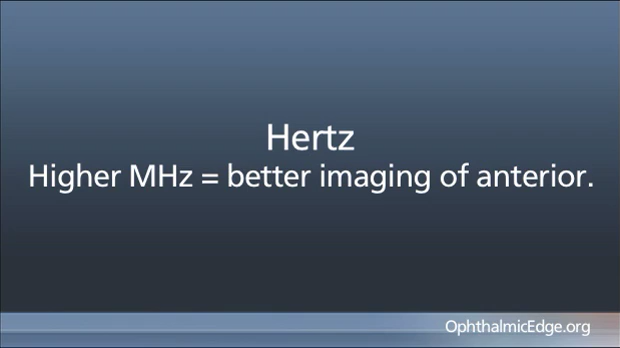 Hertz
Higher MHz = better imaging of anterior.
OphthalmicEdge.org